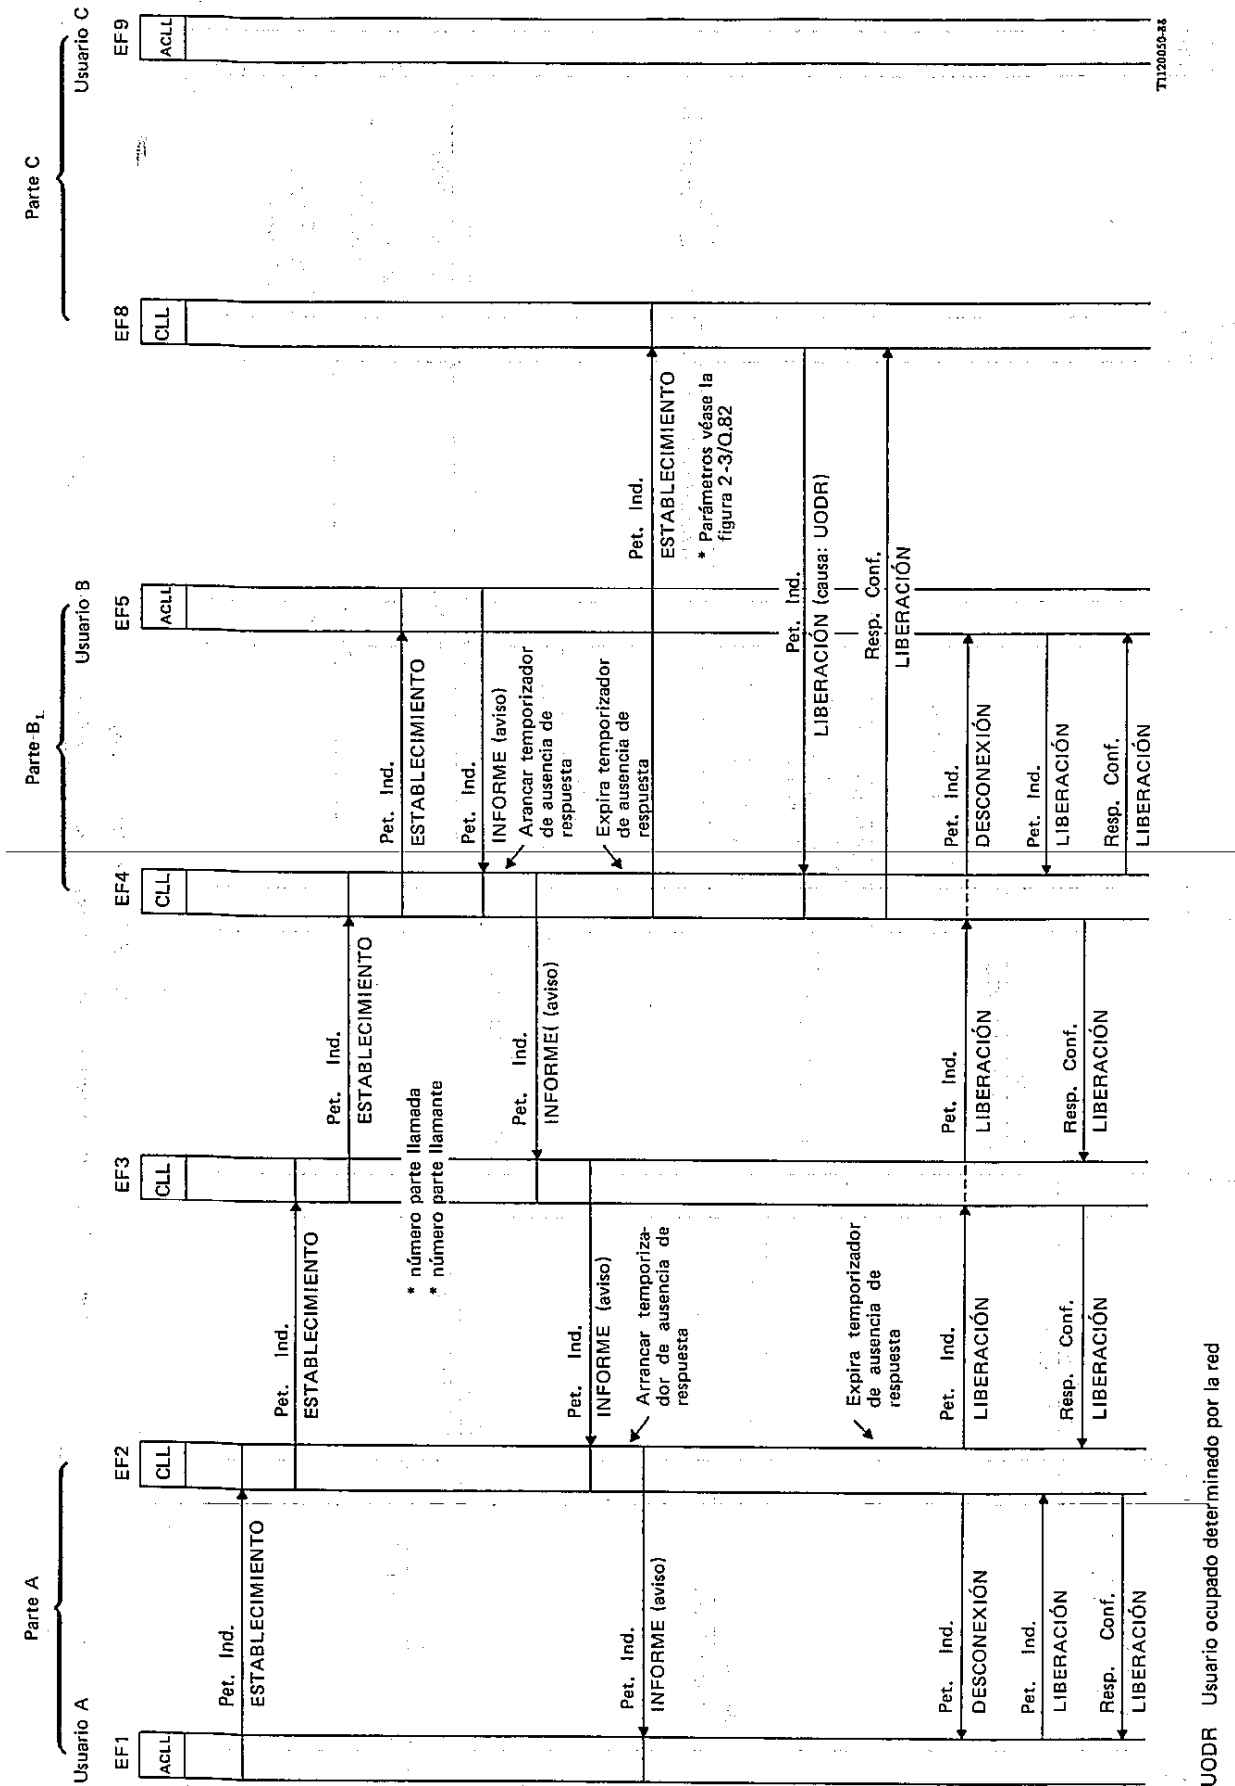 Parte A
Parte B₁
Parte C
Usuario A
Usuario B
Usuario C
EF1
EF2
EF3
EF4
EF5
EF8
EF9
ACLL
CLL
CLL
CLL
ACLL
CLL
ACLL
Pet. Ind.
ESTABLECIMIENTO
Pet. Ind.
ESTABLECIMIENTO
Pet. Ind.
ESTABLECIMIENTO
* número parte llamada
* número parte llamante
Pet. Ind.
ESTABLECIMIENTO
Pet. Ind.
INFORME (aviso)
Arancar temporizador
de ausencia de
respuesta
Pet. Ind.
INFORME( (aviso)
Pet. Ind.
INFORME (aviso)
Arrancar temporiza-
dor de ausencia de
respuesta
Pet. Ind.
INFORME (aviso)
Expira temporizador
de ausencia de
respuesta
Pet. Ind.
ESTABLECIMIENTO
* Parámetros véase la
figura 2-3/Q.82
Pet. Ind.
LIBERACIÓN (causa: UODR)
Resp. Conf.
LIBERACIÓN
Expira temporizador
de ausencia de
respuesta
Pet. Ind.
DESCONEXIÓN
Pet. Ind.
LIBERACIÓN
Pet. Ind.
LIBERACIÓN
Pet. Ind.
DESCONEXIÓN
Pet. Ind.
LIBERACIÓN
Resp. Conf.
LIBERACIÓN
Resp. Conf.
LIBERACIÓN
Pet. Ind.
LIBERACIÓN
Resp. Conf.
LIBERACIÓN
Resp. Conf.
LIBERACIÓN
T1120050-88
UODR Usuario ocupado determinado por la red